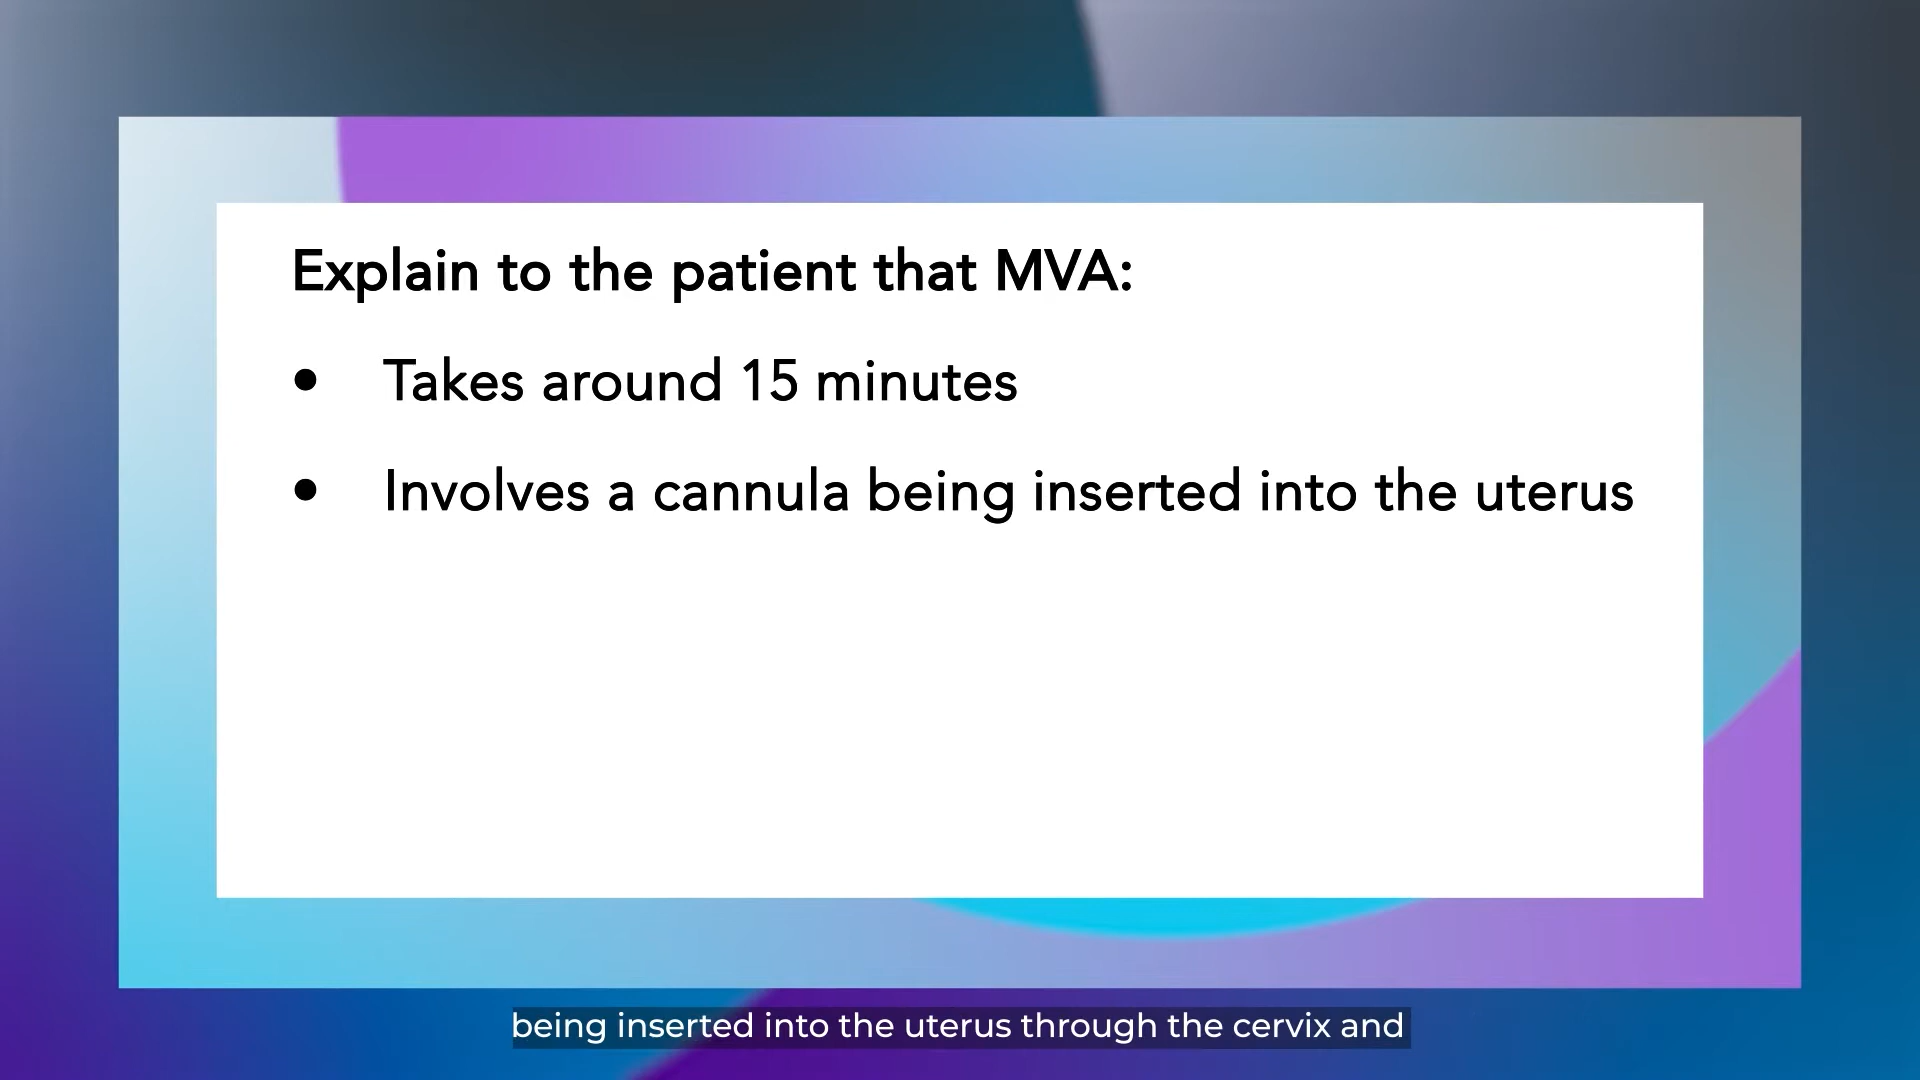 Explain to the patient that MVA:
• Takes around 15 minutes
• Involves a cannula being inserted into the uterus
being inserted into the uterus through the cervix and